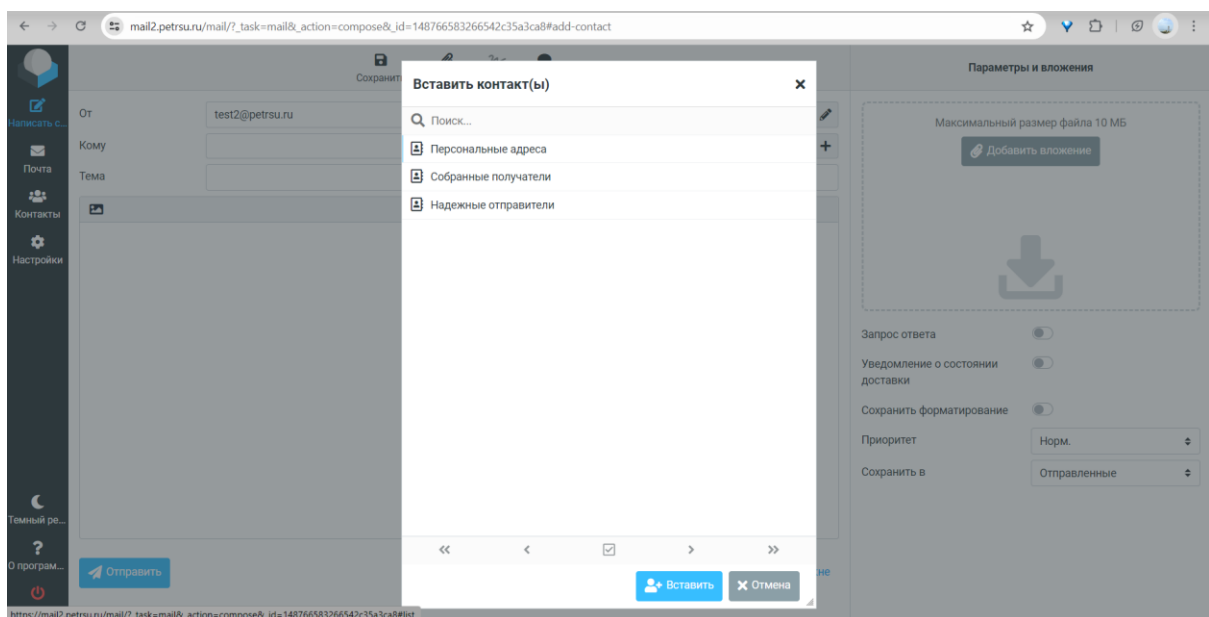 mail2.petrsu.ru/mail/?_task=mail&_action=compose&_id=148766583266542c35a3ca8#add-contact
Сохранит
Вставить контакт(ы)
Параметры и вложения
Написать с...
От
test2@petrsu.ru
Поиск...
Максимальный размер файла 10 МБ
Кому
Персональные адреса
Добавить вложение
Почта
Тема
Собранные получатели
Контакты
Надежные отправители
Настройки
Запрос ответа
Уведомление о состоянии
доставки
Сохранить форматирование
Приоритет
Норм.
Сохранить в
Отправленные
Темный ре...
О програм...
Отправить
Вставить
Отмена
не
https://mail2.petrsu.ru/mail/?_task=mail&_action=compose&_id=148766583266542c35a3ca8#list